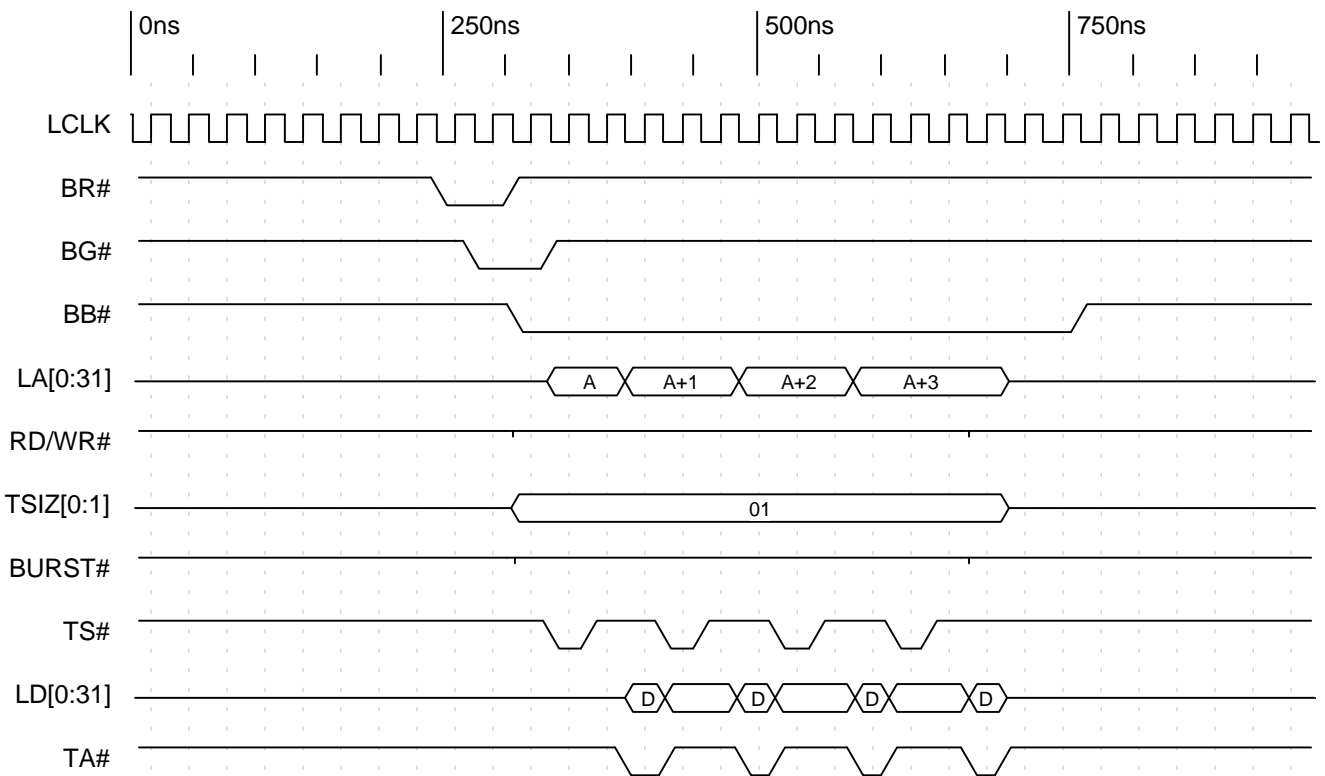 0ns 250ns 500ns 750ns
LCLK
BR#
BG#
BB#
LA[0:31] A A+1 A+2 A+3
RD/WR#
TSIZ[0:1] 01
BURST#
TS#
LD[0:31] D D D D
TA#